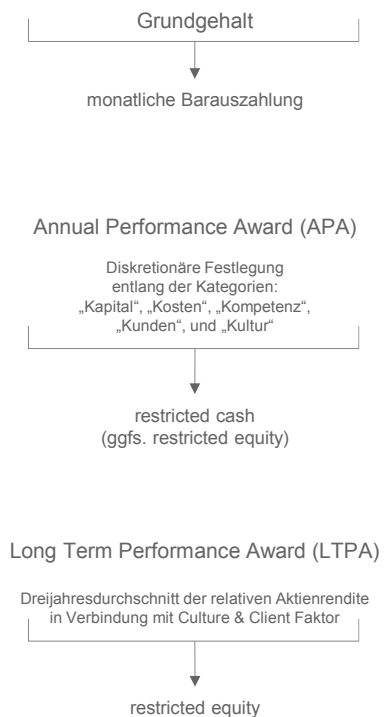 Grundgehalt
monatliche Barauszahlung
Annual Performance Award (APA)
Diskretionäre Festlegung
entlang der Kategorien:
„Kapital“, „Kosten“, „Kompetenz“,
„Kunden“, und „Kultur“
restricted cash
(ggfs. restricted equity)
Long Term Performance Award (LTPA)
Dreijahresdurchschnitt der relativen Aktienrendite
in Verbindung mit Culture & Client Faktor
restricted equity